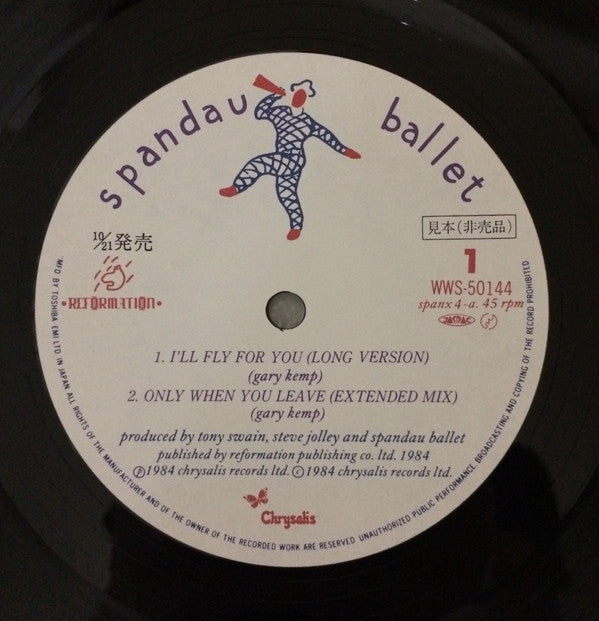 spandau ballet
10/21発売
見本(非売品)
REFORMATION
1
WWS-50144
spanx 4-a. 45 rpm
JASRAC
1. I'LL FLY FOR YOU (LONG VERSION)
(gary kemp)
2. ONLY WHEN YOU LEAVE (EXTENDED MIX)
(gary kemp)
produced by tony swain, steve jolley and spandau ballet
published by reformation publishing co. ltd. 1984
Ⓟ1984 chrysalis records ltd. ©1984 chrysalis records ltd.
Chrysalis
MFD BY TOSHIBA EMI LTD. IN JAPAN ALL RIGHTS OF THE MANUFACTURER AND OF THE OWNER OF THE RECORDED WORK ARE RESERVED UNAUTHORIZED PUBLIC PERFORMANCE BROADCASTING AND COPYING OF THE RECORD PROHIBITED